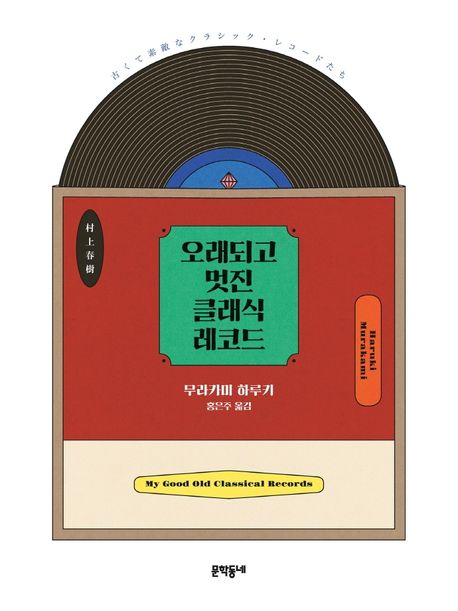 古くて素敵なクラシック・レコードたち
村上春樹
오래되고
멋진
클래식
레코드
Haruki
Murakami
무라카미 하루키
홍은주 옮김
My Good Old Classical Records
문학동네